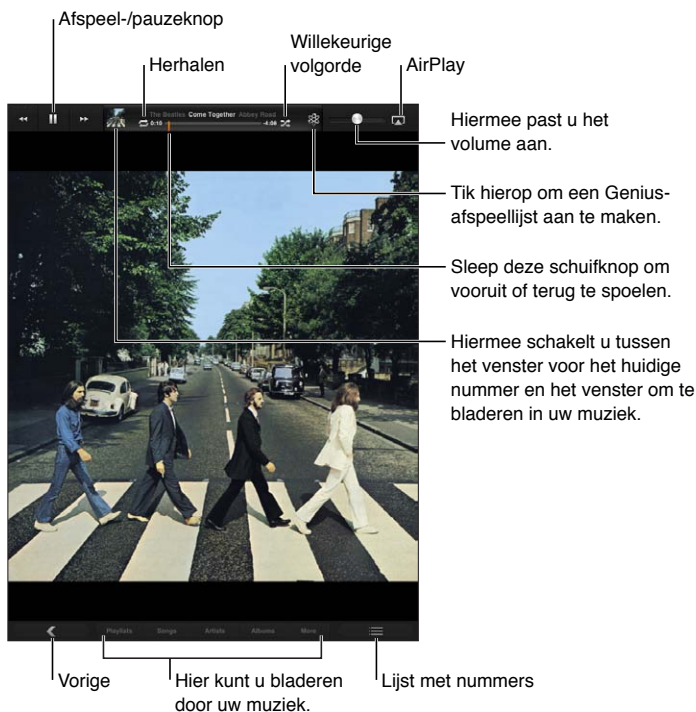 Afspeel-/pauzeknop
Herhalen
Willekeurige
volgorde
AirPlay
The Beatles Come Together Abbey Road
0:10
-4:08
Hiermee past u het
volume aan.
Tik hierop om een Genius-
afspeellijst aan te maken.
Sleep deze schuifknop om
vooruit of terug te spoelen.
Hiermee schakelt u tussen
het venster voor het huidige
nummer en het venster om te
bladeren in uw muziek.
Playlists Songs Artists Albums More
Vorige
Hier kunt u bladeren
door uw muziek.
Lijst met nummers